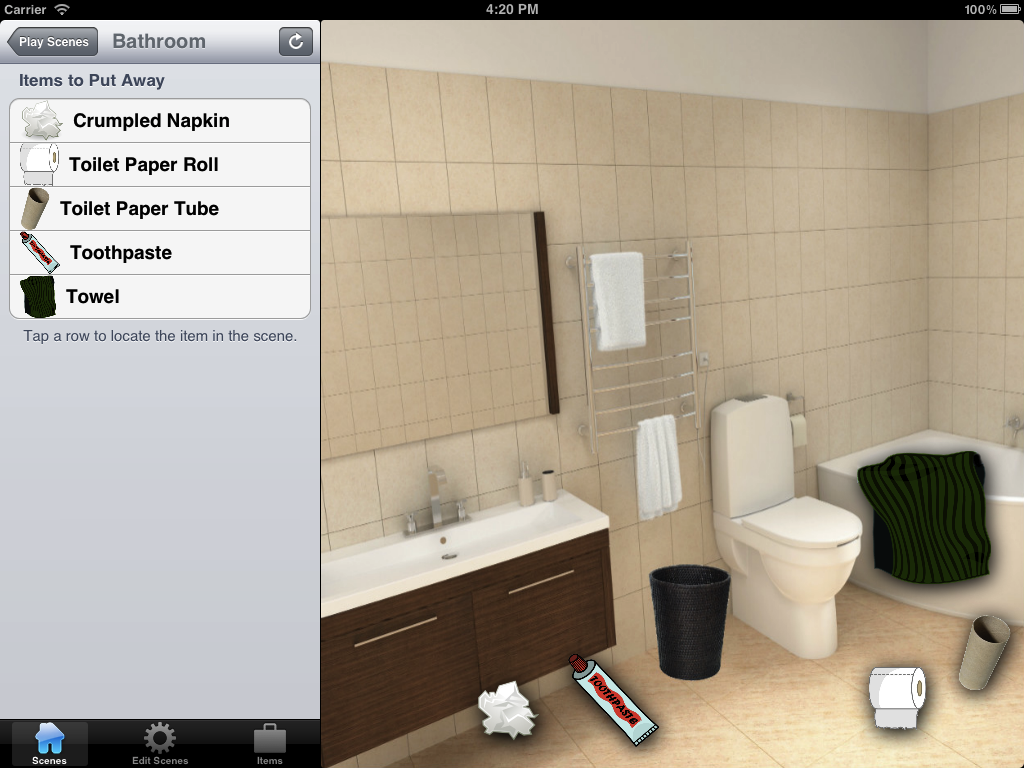 Carrier 4:20 PM 100%
Play Scenes Bathroom
Items to Put Away
Crumpled Napkin
Toilet Paper Roll
Toilet Paper Tube
Toothpaste
Towel
Tap a row to locate the item in the scene.
TOOTHPASTE
Scenes Edit Scenes Items